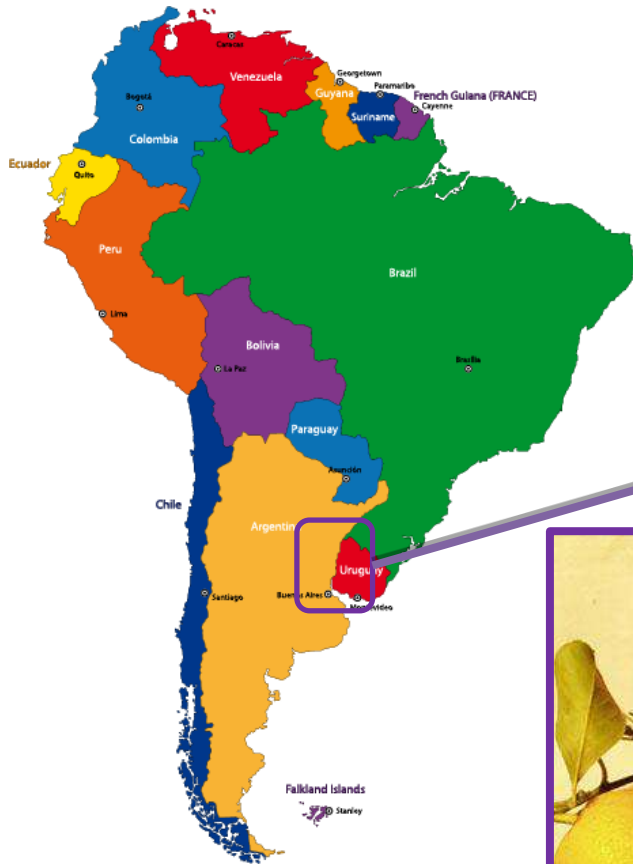 Caracas
Venezuela
Georgetown
Guyana
Paramaribo
French Guiana (FRANCE)
Suriname
Cayenne
Bogotá
Colombia
Ecuador
Quito
Peru
Brazil
Lima
Bolivia
La Paz
Brasília
Paraguay
Asunción
Chile
Argentin
Uruguay
Santiago
Buenos Aires
Montevideo
Falkland Islands
Stanley